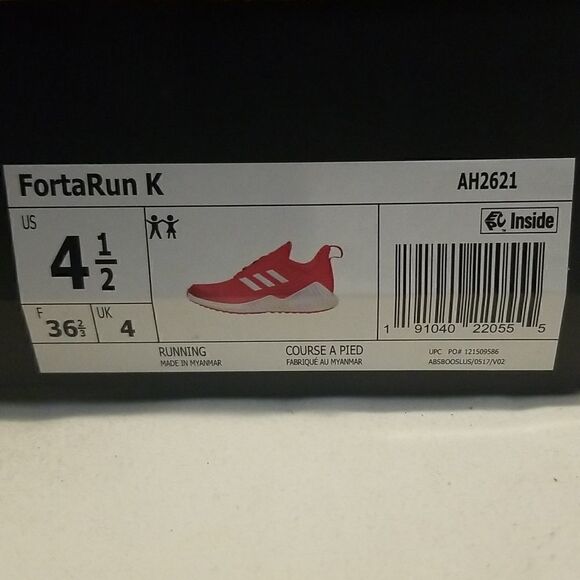 FortaRun K AH2621
US
4 1/2
F 36 2/3 UK 4
EPC Inside
1 91040 22055 5
RUNNING COURSE A PIED
MADE IN MYANMAR FABRIQUÉ AU MYANMAR
UPC PO# 121509586
ABSBOOSLUS/0517/V02